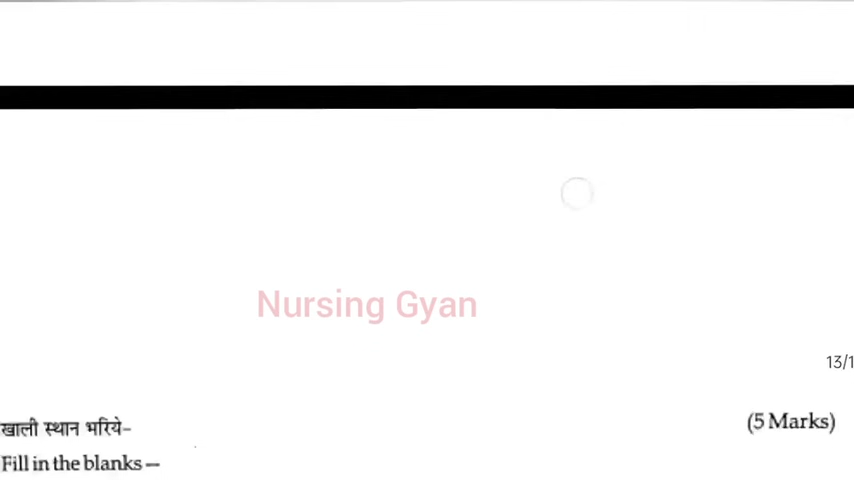 Nursing Gyan
13/1
खाली स्थान भरिये–
(5 Marks)
Fill in the blanks –